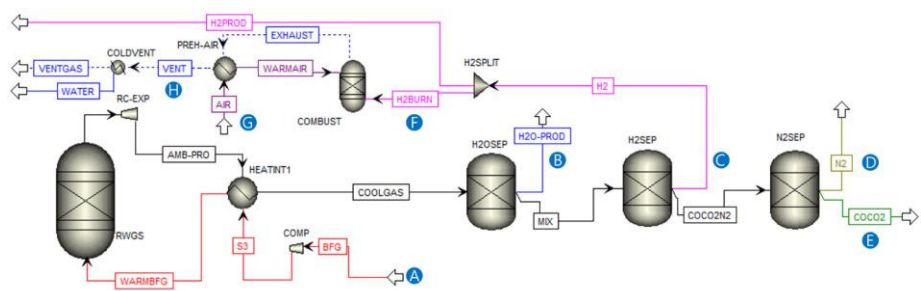 H2PROD
EXHAUST
PREH-AIR
COLDVENT
H2SPLIT
VENTGAS
VENT
WARMAIR
H2
WATER
H
RC-EXP
AIR
H2BURN
COMBUST
G
F
H2O-PROD
H2OSEP
B
H2SEP
C
N2SEP
N2
D
AMB-PRO
HEATINT1
COOLGAS
MIX
COCO2N2
COCO2
E
RWGS
S3
COMP
BFG
WARMBFG
A